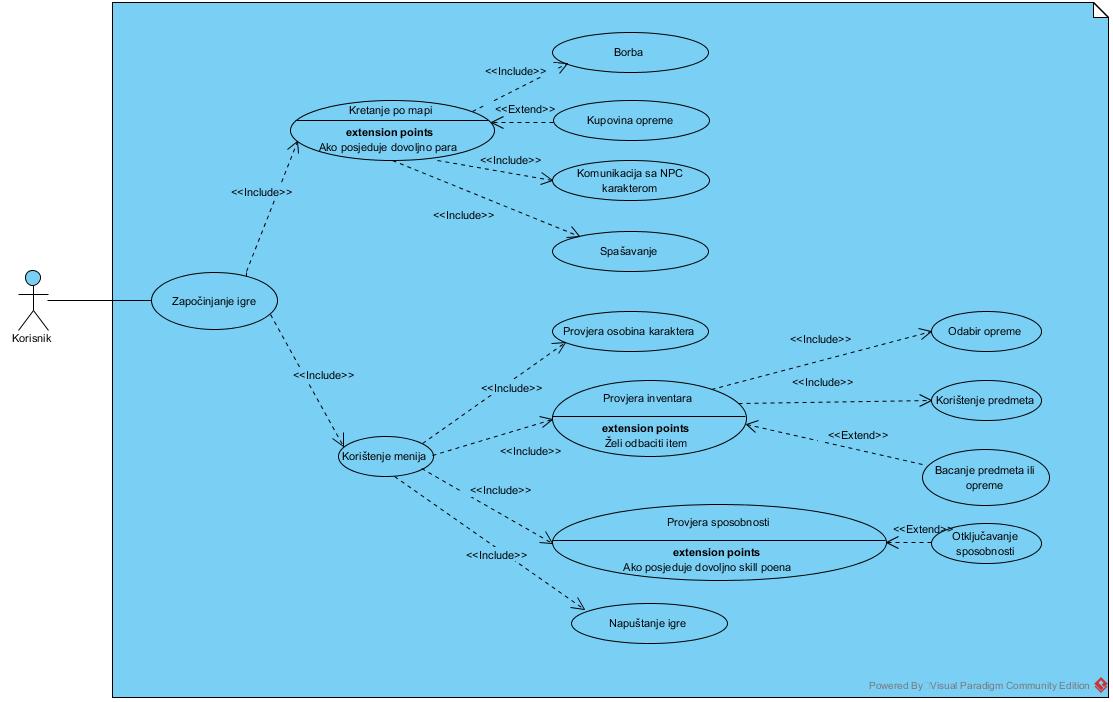 Borba
<<Include>>
Kretanje po mapi
<<Extend>>
Kupovina opreme
extension points
Ako posjeduje dovoljno para
<<Include>>
Komunikacija sa NPC
karakterom
<<Include>>
<<Include>>
Spašavanje
Započinjanje igre
Korisnik
Provjera osobina karaktera
Odabir opreme
<<Include>>
<<Include>>
<<Include>>
<<Include>>
Provjera inventara
Korištenje predmeta
extension points
Želi odbaciti item
<<Extend>>
<<Include>>
Korištenje menija
Bacanje predmeta ili
opreme
<<Include>>
Provjera sposobnosti
<<Extend>>
Otključavanje
sposobnosti
extension points
Ako posjeduje dovoljno skill poena
<<Include>>
Napuštanje igre
Powered By Visual Paradigm Community Edition